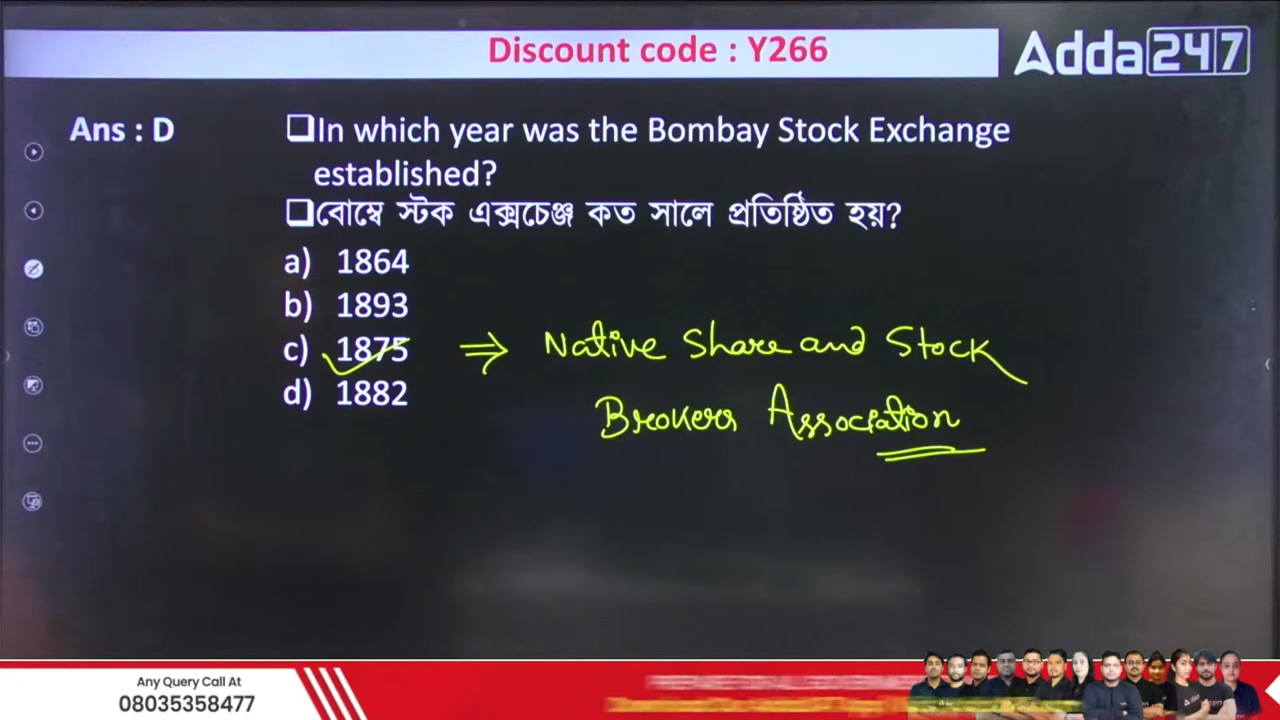 Discount code : Y266
Adda247
Ans : D
❑In which year was the Bombay Stock Exchange
established?
❑বোম্বে স্টক এক্সচেঞ্জ কত সালে প্রতিষ্ঠিত হয়?
a) 1864
b) 1893
c) 1875 ⇒ Native Share and Stock
Brokers Association
d) 1882
Any Query Call At
08035358477